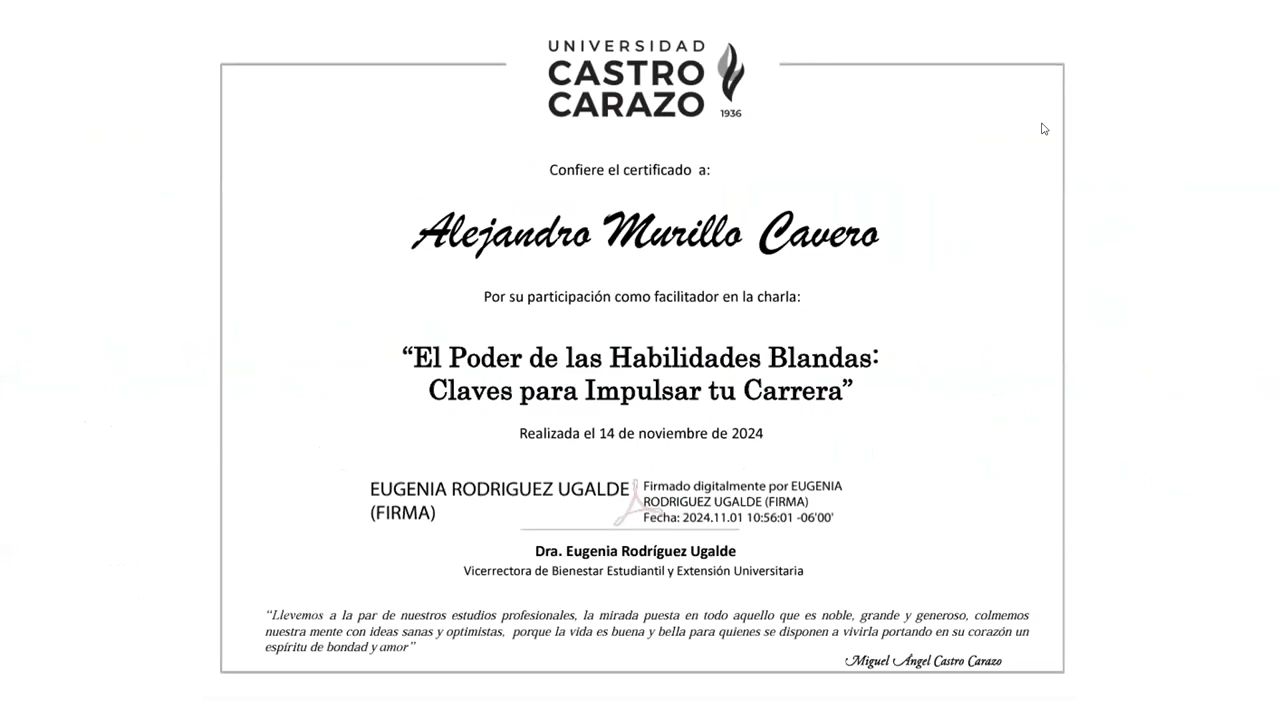 UNIVERSIDAD
CASTRO
CARAZO
1936
Confiere el certificado a:
Alejandro Murillo Cavero
Por su participación como facilitador en la charla:
“El Poder de las Habilidades Blandas:
Claves para Impulsar tu Carrera”
Realizada el 14 de noviembre de 2024
EUGENIA RODRIGUEZ UGALDE
(FIRMA)
Firmado digitalmente por EUGENIA
RODRIGUEZ UGALDE (FIRMA)
Fecha: 2024.11.01 10:56:01 -06'00'
Dra. Eugenia Rodríguez Ugalde
Vicerrectora de Bienestar Estudiantil y Extensión Universitaria
“Llevemos a la par de nuestros estudios profesionales, la mirada puesta en todo aquello que es noble, grande y generoso, colmemos
nuestra mente con ideas sanas y optimistas, porque la vida es buena y bella para quienes se disponen a vivirla portando en su corazón un
espíritu de bondad y amor”
Miguel Ángel Castro Carazo